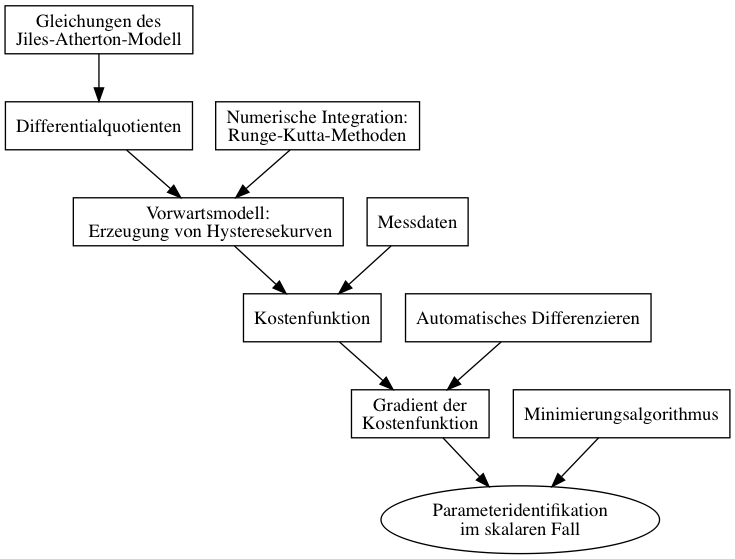 Gleichungen des
Jiles-Atherton-Modell
Differentialquotienten
Numerische Integration:
Runge-Kutta-Methoden
Vorwartsmodell:
Erzeugung von Hysteresekurven
Messdaten
Kostenfunktion
Automatisches Differenzieren
Gradient der
Kostenfunktion
Minimierungsalgorithmus
Parameteridentifikation
im skalaren Fall